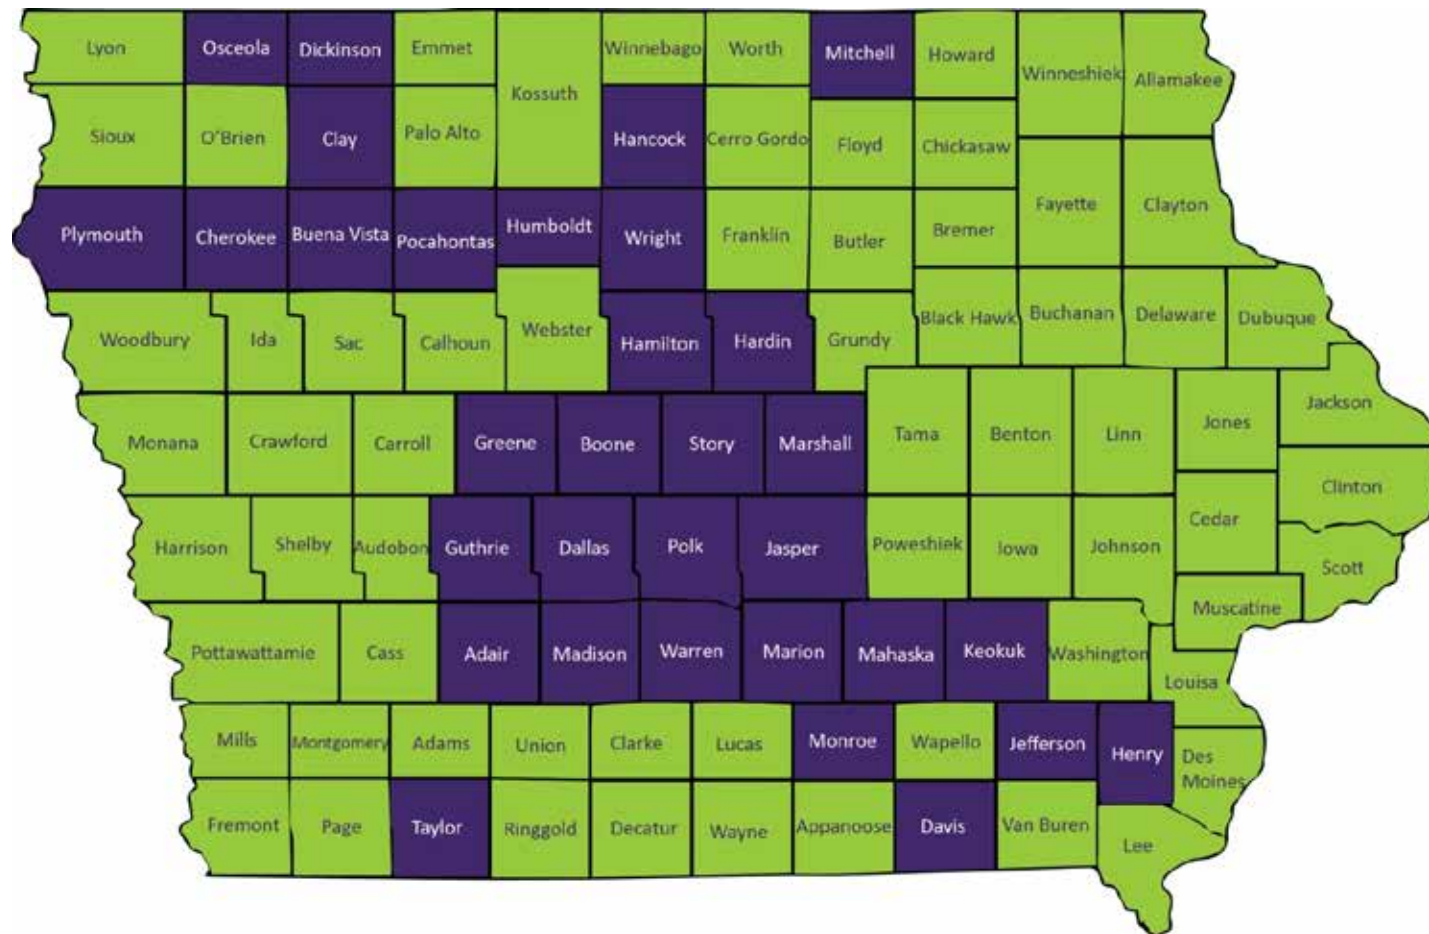 Lyon
Osceola
Dickinson
Emmet
Winnebago
Worth
Mitchell
Howard
Winneshiek
Allamakee
Kossuth
Sioux
O'Brien
Clay
Palo Alto
Hancock
Cerro Gordo
Floyd
Chickasaw
Plymouth
Cherokee
Buena Vista
Pocahontas
Humboldt
Wright
Franklin
Butler
Bremer
Fayette
Clayton
Woodbury
Ida
Sac
Calhoun
Webster
Hamilton
Hardin
Grundy
Black Hawk
Buchanan
Delaware
Dubuque
Monana
Crawford
Carroll
Greene
Boone
Story
Marshall
Tama
Benton
Linn
Jones
Jackson
Clinton
Harrison
Shelby
Audobon
Guthrie
Dallas
Polk
Jasper
Poweshiek
Iowa
Johnson
Cedar
Scott
Muscatine
Pottawattamie
Cass
Adair
Madison
Warren
Marion
Mahaska
Keokuk
Washington
Louisa
Mills
Montgomery
Adams
Union
Clarke
Lucas
Monroe
Wapello
Jefferson
Henry
Des
Moines
Fremont
Page
Taylor
Ringgold
Decatur
Wayne
Appanoose
Davis
Van Buren
Lee